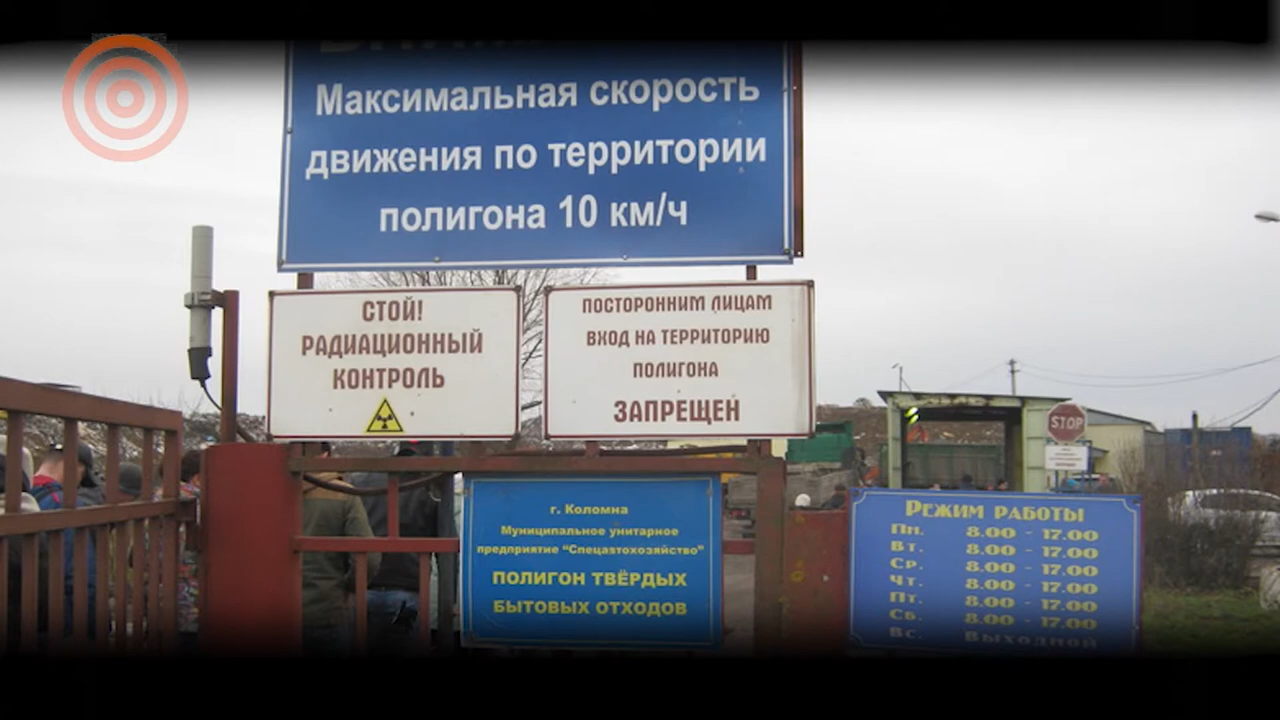 Максимальная скорость
движения по территории
полигона 10 км/ч
СТОЙ!
РАДИАЦИОННЫЙ
КОНТРОЛЬ
ПОСТОРОННИМ ЛИЦАМ
ВХОД НА ТЕРРИТОРИЮ
ПОЛИГОНА
ЗАПРЕЩЕН
STOP
г. Коломна
Муниципальное унитарное
предприятие “Спецавтохозяйство”
ПОЛИГОН ТВЁРДЫХ
БЫТОВЫХ ОТХОДОВ
Режим работы
Пн. 8.00 - 17.00
Вт. 8.00 - 17.00
Ср. 8.00 - 17.00
Чт. 8.00 - 17.00
Пт. 8.00 - 17.00
Сб. 8.00 - 17.00
Вс. Выходной